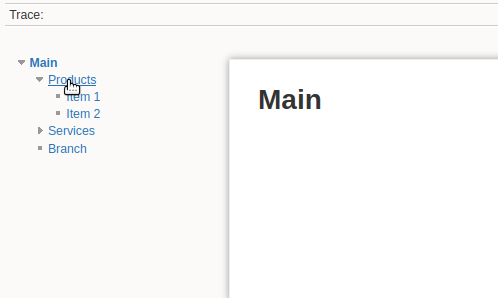 Trace:
Main
Products
Item 1
Item 2
Services
Branch
Main